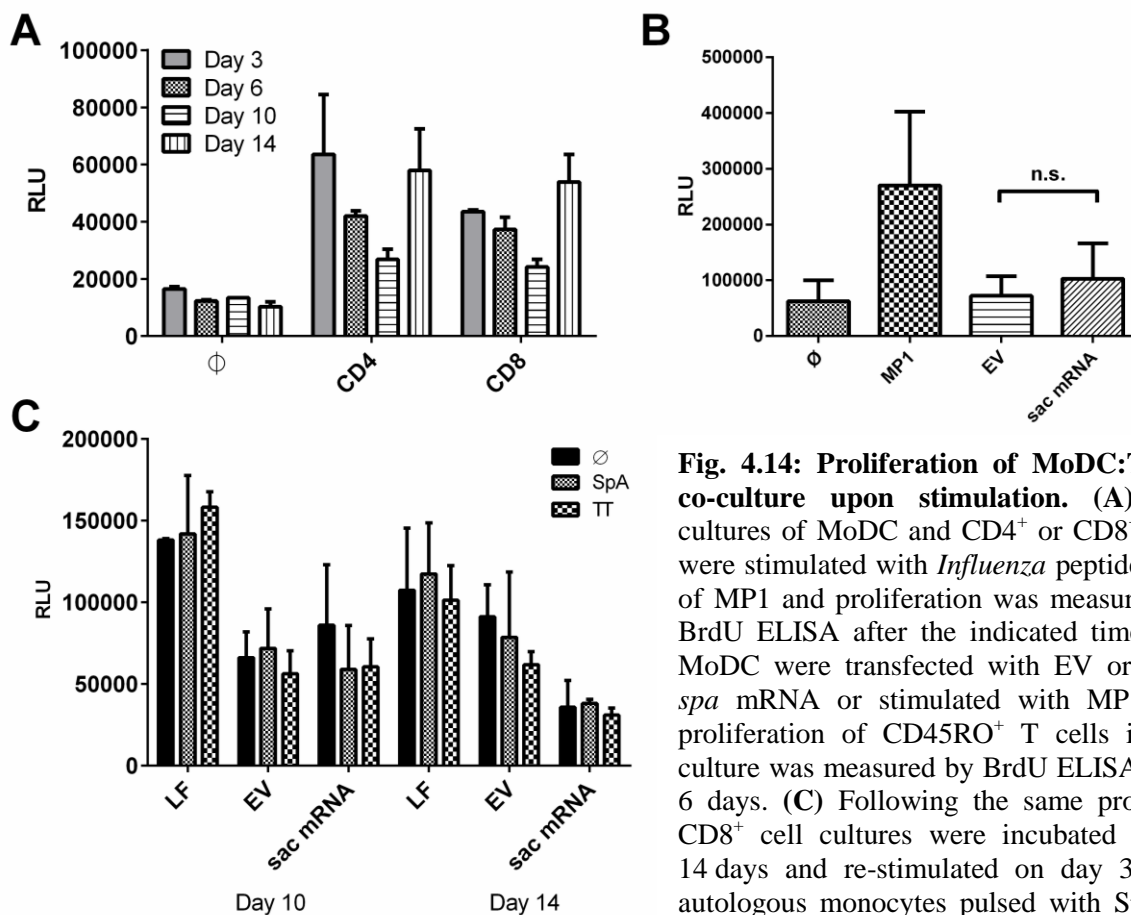 A
100000
80000
60000
40000
20000
0
RLU
Day 3
Day 6
Day 10
Day 14
ϕ
CD4
CD8
B
500000
400000
300000
200000
100000
0
RLU
n.s.
Ø
MP1
EV
sac mRNA
C
200000
150000
100000
50000
0
RLU
∅
SpA
TT
LF
EV
sac mRNA
LF
EV
sac mRNA
Day 10
Day 14
Fig. 4.14: Proliferation of MoDC:
co-culture upon stimulation. (A)
cultures of MoDC and CD4⁺ or CD8
were stimulated with Influenza peptide
of MP1 and proliferation was measur
BrdU ELISA after the indicated time
MoDC were transfected with EV or
spa mRNA or stimulated with MP
proliferation of CD45RO⁺ T cells i
culture was measured by BrdU ELISA
6 days. (C) Following the same pro
CD8⁺ cell cultures were incubated
14 days and re-stimulated on day 3
autologous monocytes pulsed with S